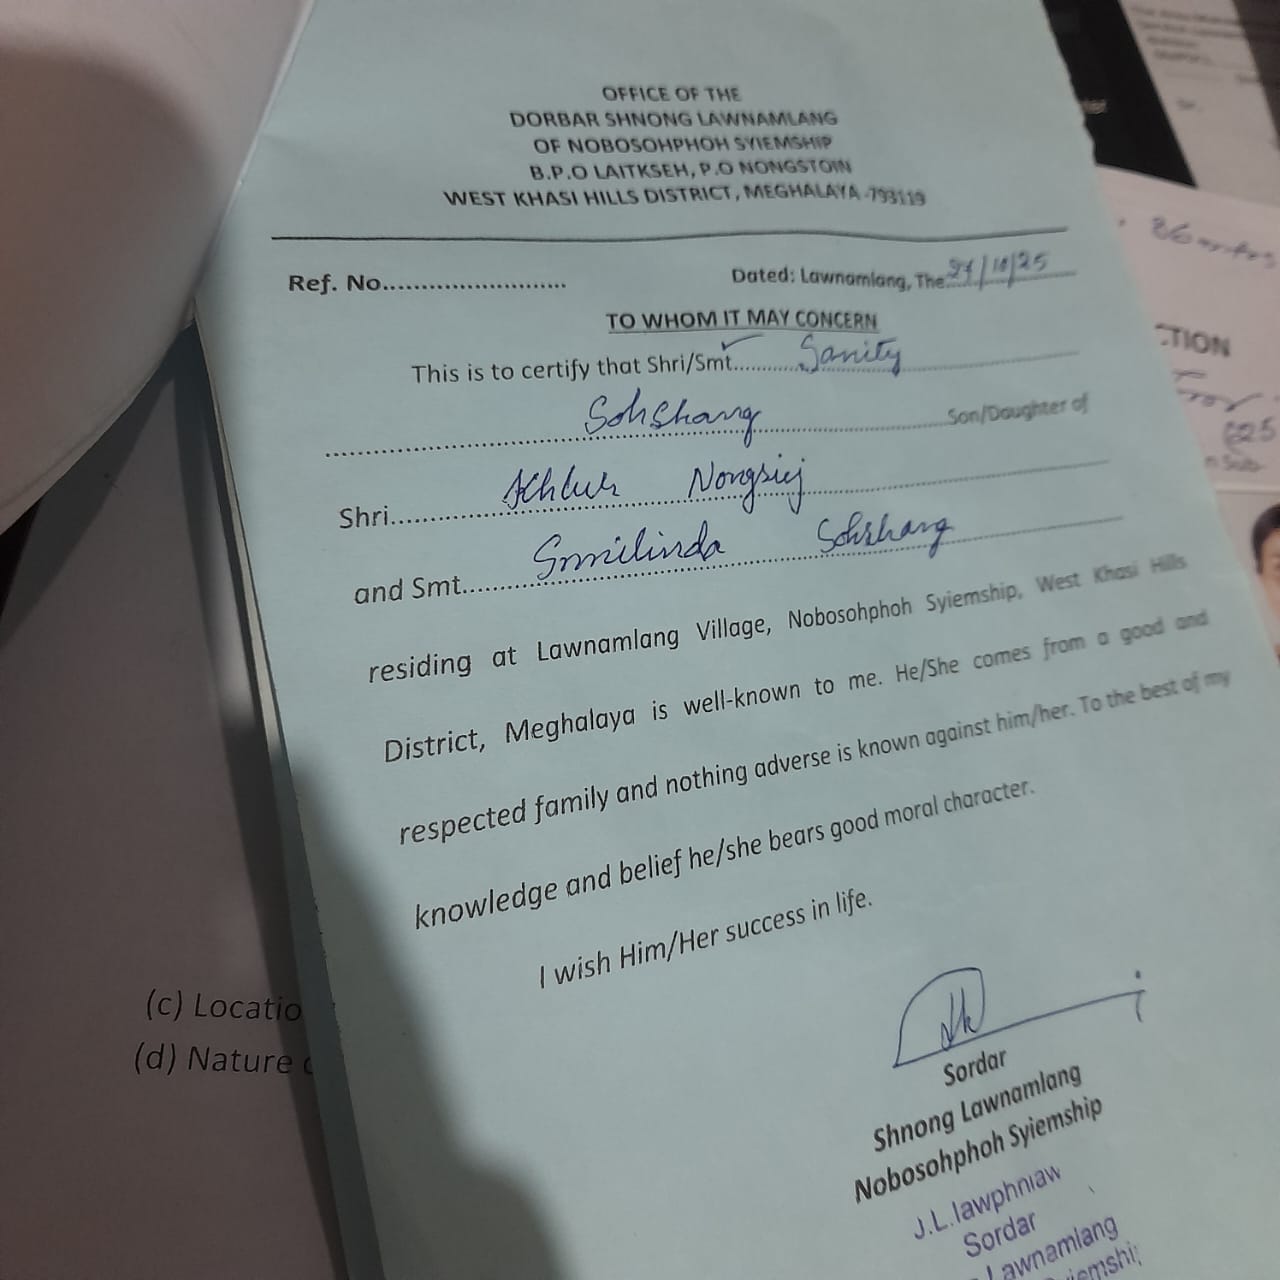 OFFICE OF THE
DORBAR SHNONG LAWNAMLANG
OF NOBOSOHPHOH SYIEMSHIP
B.P.O LAITKSEH, P.O NONGSTOIN
WEST KHASI HILLS DISTRICT, MEGHALAYA -793119
Ref. No........................
Dated: Lawnamlang, The /10/25
TO WHOM IT MAY CONCERN
This is to certify that Shri/Smt Sanity
Sohshang Son/Daughter of
Shri Nongsiej
and Smt Smilinda Sohshang
residing at Lawnamlang Village, Nobosohphoh Syiemship, West Khasi Hills
District, Meghalaya is well-known to me. He/She comes from a good and
respected family and nothing adverse is known against him/her. To the best of my
knowledge and belief he/she bears good moral character.
I wish Him/Her success in life.
Sordar
Shnong Lawnamlang
Nobosohphoh Syiemship
J.L.lawphniaw
Sordar
Lawnamlang
(c) Locatio
(d) Nature
CTION